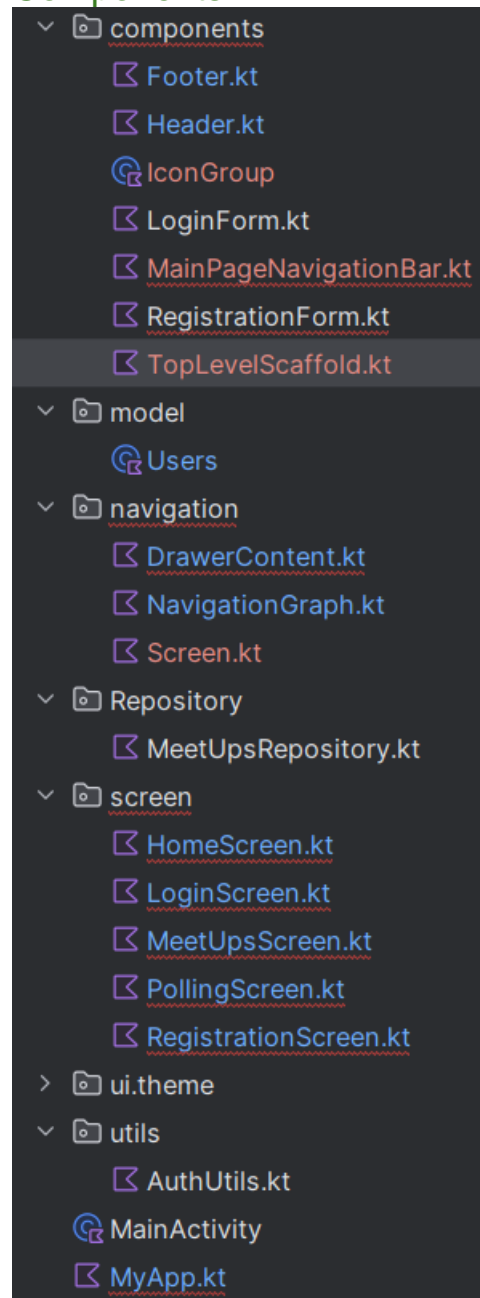 components
Footer.kt
Header.kt
IconGroup
LoginForm.kt
MainPageNavigationBar.kt
RegistrationForm.kt
TopLevelScaffold.kt
model
Users
navigation
DrawerContent.kt
NavigationGraph.kt
Screen.kt
Repository
MeetUpsRepository.kt
screen
HomeScreen.kt
LoginScreen.kt
MeetUpsScreen.kt
PollingScreen.kt
RegistrationScreen.kt
ui.theme
utils
AuthUtils.kt
MainActivity
MyApp.kt